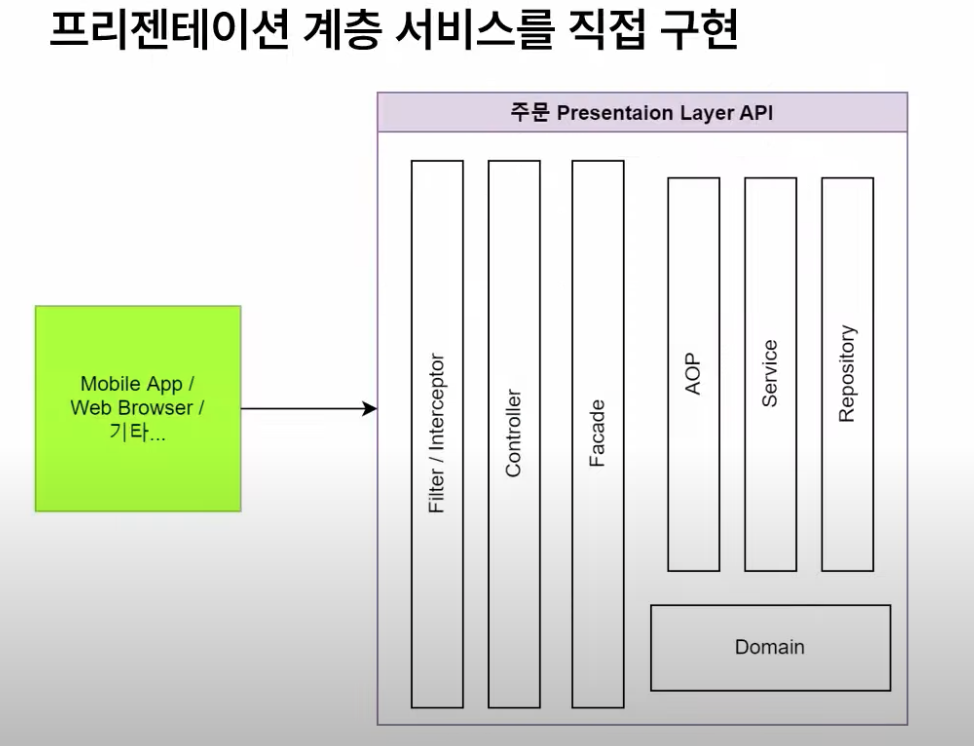 프리젠테이션 계층 서비스를 직접 구현
주문 Presentaion Layer API
Mobile App /
Web Browser /
기타...
Filter / Interceptor
Controller
Facade
AOP
Service
Repository
Domain